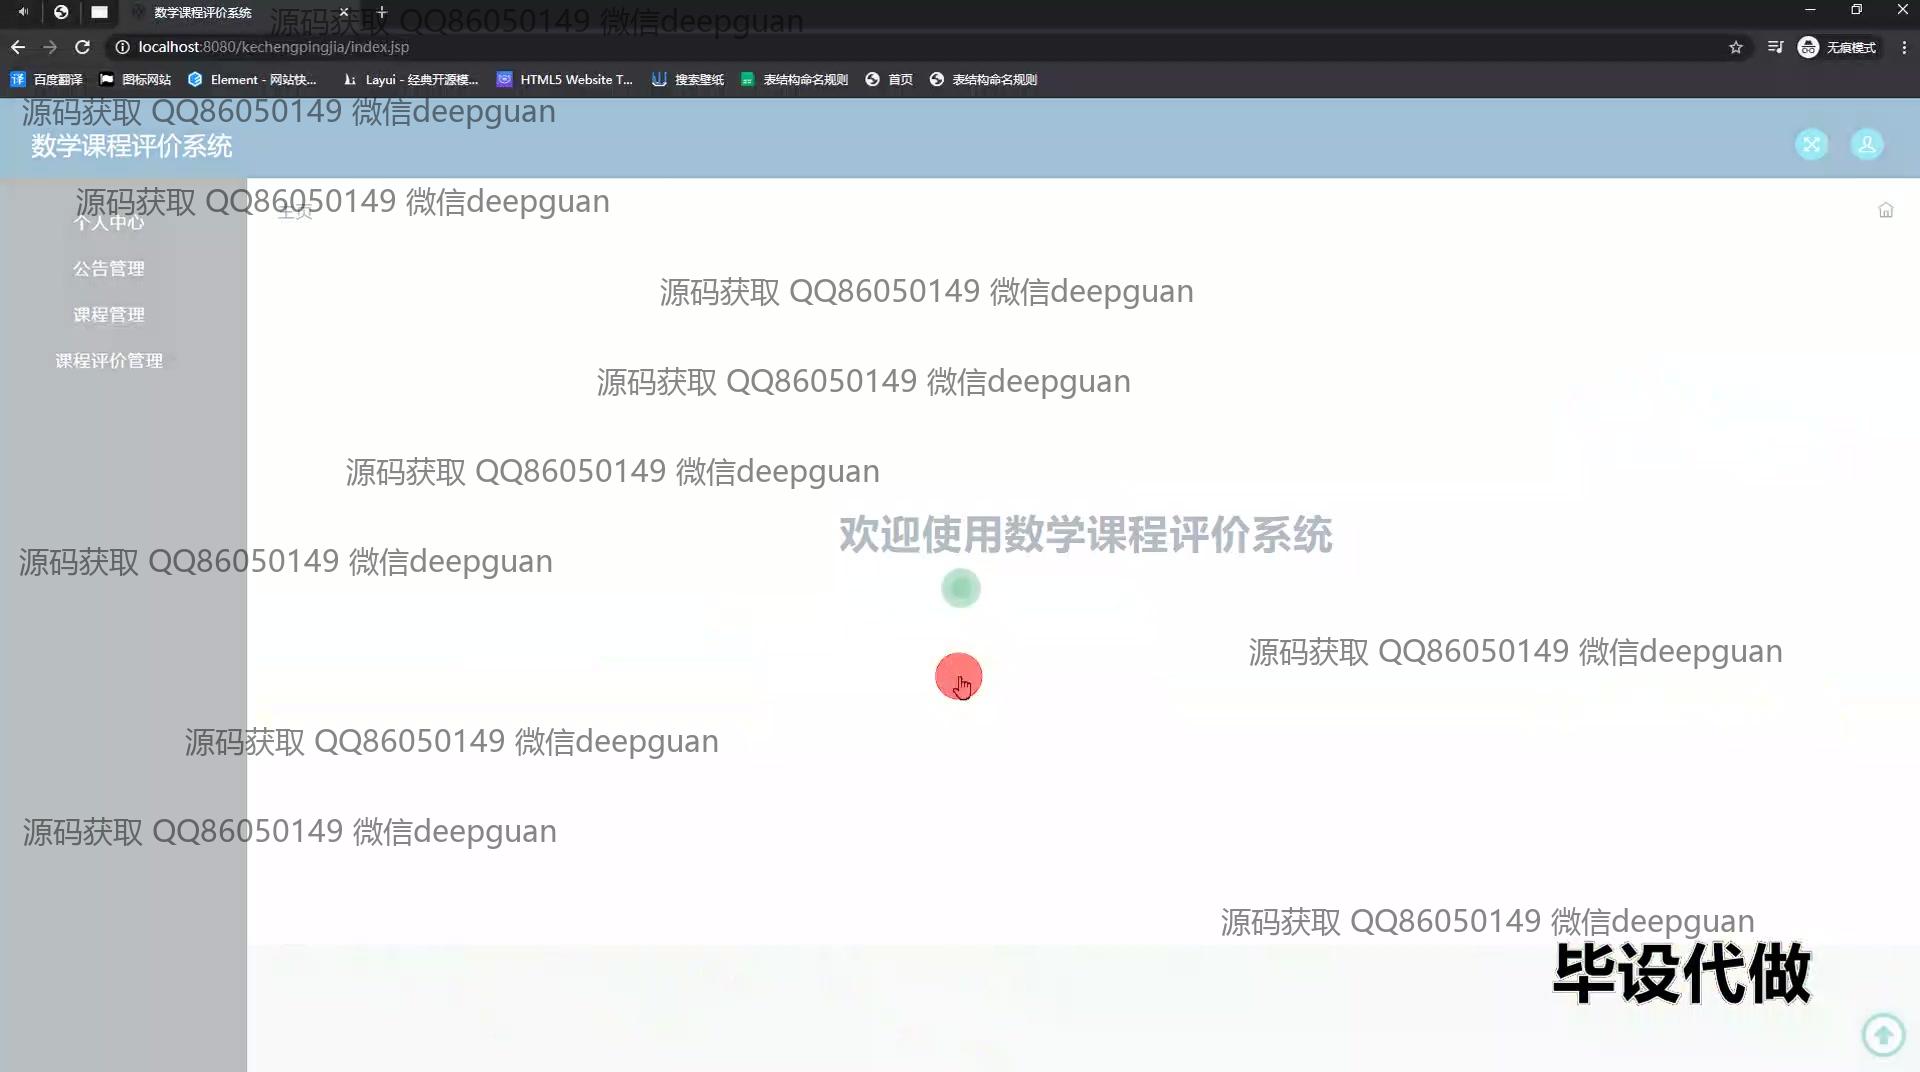 数学课程评价系统
源码获取 QQ86050149 微信deepguan
localhost:8080/kechengpingjia/index.jsp
无痕模式
百度翻译 图标网站 Element - 网站快... Layui - 经典开源模... HTML5 Website T... 搜索壁纸 表结构命名规则 首页 表结构命名规则
源码获取 QQ86050149 微信deepguan
数学课程评价系统
源码获取 QQ86050149 微信deepguan
个人中心
主页
公告管理
源码获取 QQ86050149 微信deepguan
课程管理
课程评价管理
源码获取 QQ86050149 微信deepguan
源码获取 QQ86050149 微信deepguan
欢迎使用数学课程评价系统
源码获取 QQ86050149 微信deepguan
源码获取 QQ86050149 微信deepguan
源码获取 QQ86050149 微信deepguan
源码获取 QQ86050149 微信deepguan
源码获取 QQ86050149 微信deepguan
毕设代做